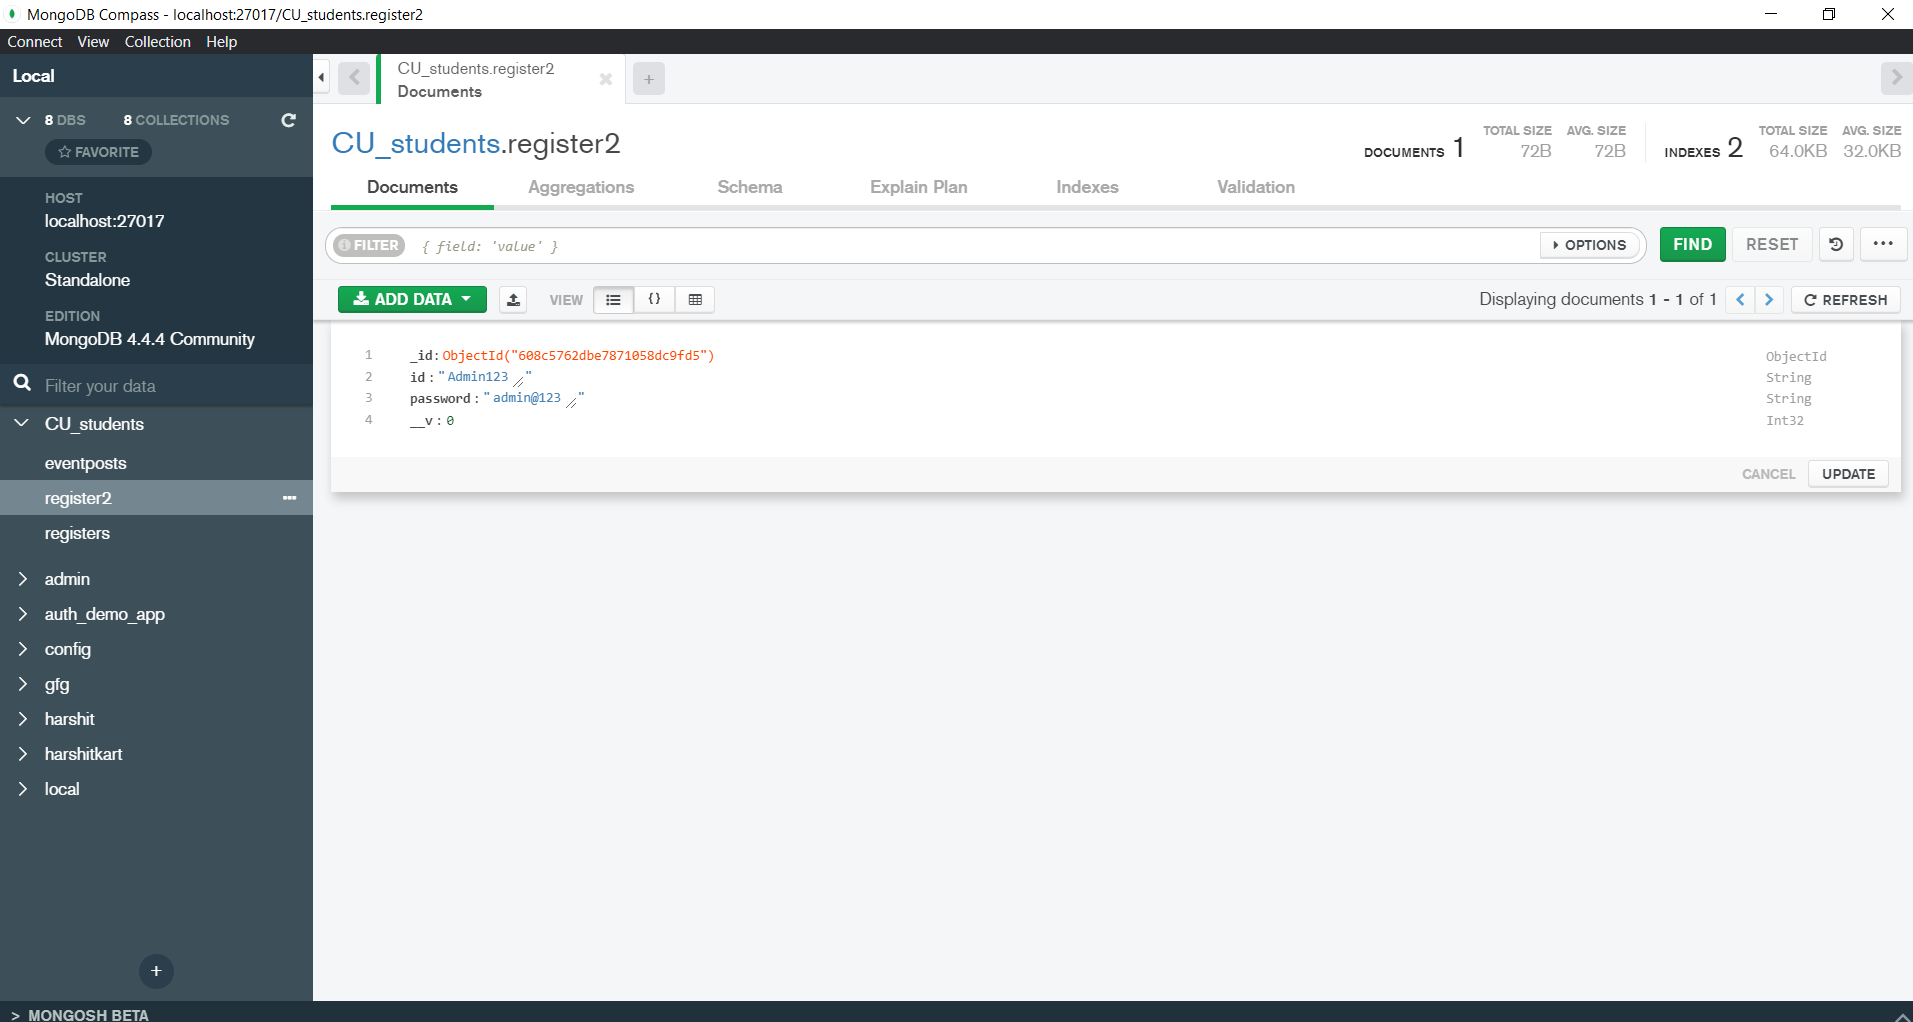 MongoDB Compass - localhost:27017/CU_students.register2
Connect View Collection Help
Local
8 DBS 8 COLLECTIONS
FAVORITE
HOST
localhost:27017
CLUSTER
Standalone
EDITION
MongoDB 4.4.4 Community
Filter your data
CU_students
eventposts
register2
registers
admin
auth_demo_app
config
gfg
harshit
harshitkart
local
+
CU_students.register2
Documents
+
CU_students.register2
DOCUMENTS 1 TOTAL SIZE 72B AVG. SIZE 72B INDEXES 2 TOTAL SIZE 64.0KB AVG. SIZE 32.0KB
Documents Aggregations Schema Explain Plan Indexes Validation
FILTER { field: 'value' } OPTIONS FIND RESET ...
ADD DATA VIEW {} Displaying documents 1 - 1 of 1 < > REFRESH
1 _id: ObjectId("608c5762dbe7871058dc9fd5") ObjectId
2 id : "Admin123" String
3 password : "admin@123" String
4 __v : 0 Int32
CANCEL UPDATE
> MONGOSH BETA